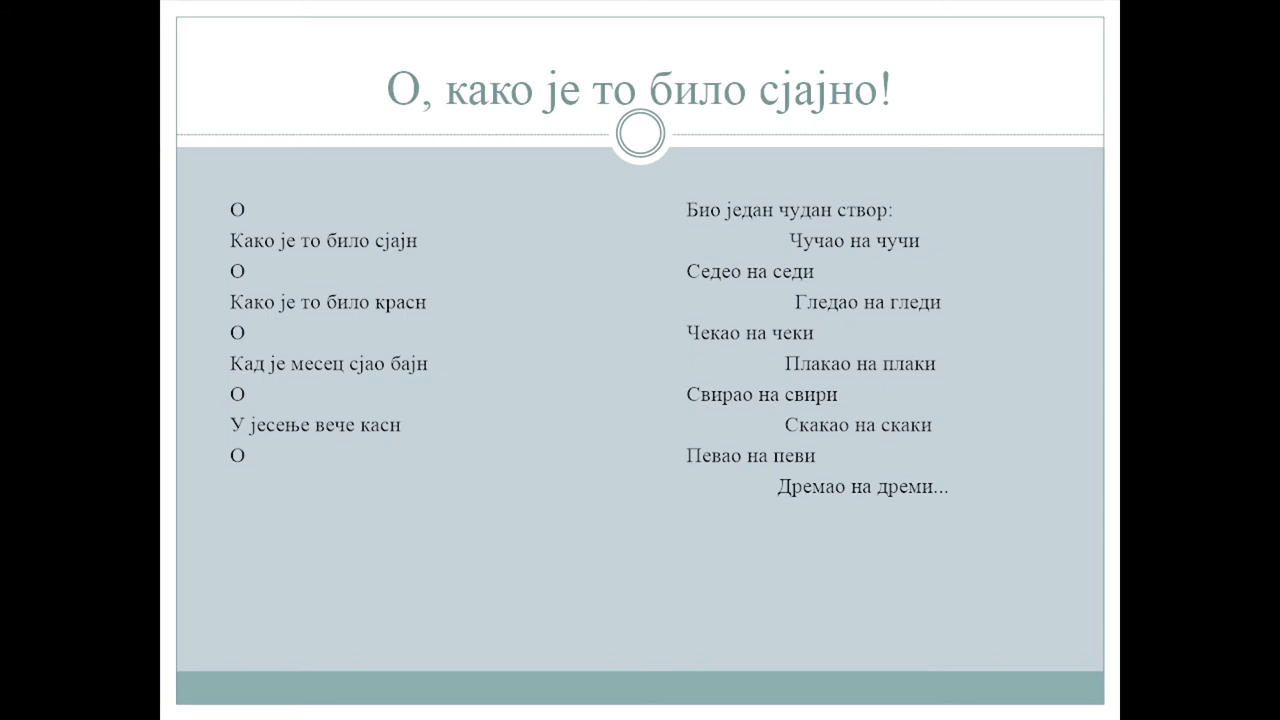 О, како је то било сјајно!
О
Како је то било сјајн
О
Како је то било красн
О
Кад је месец сјао бајн
О
У јесење вече касн
О
Био један чудан створ:
Чучао на чучи
Седео на седи
Гледао на гледи
Чекао на чеки
Плакао на плаки
Свирао на свири
Скакао на скаки
Певао на певи
Дремао на дреми...